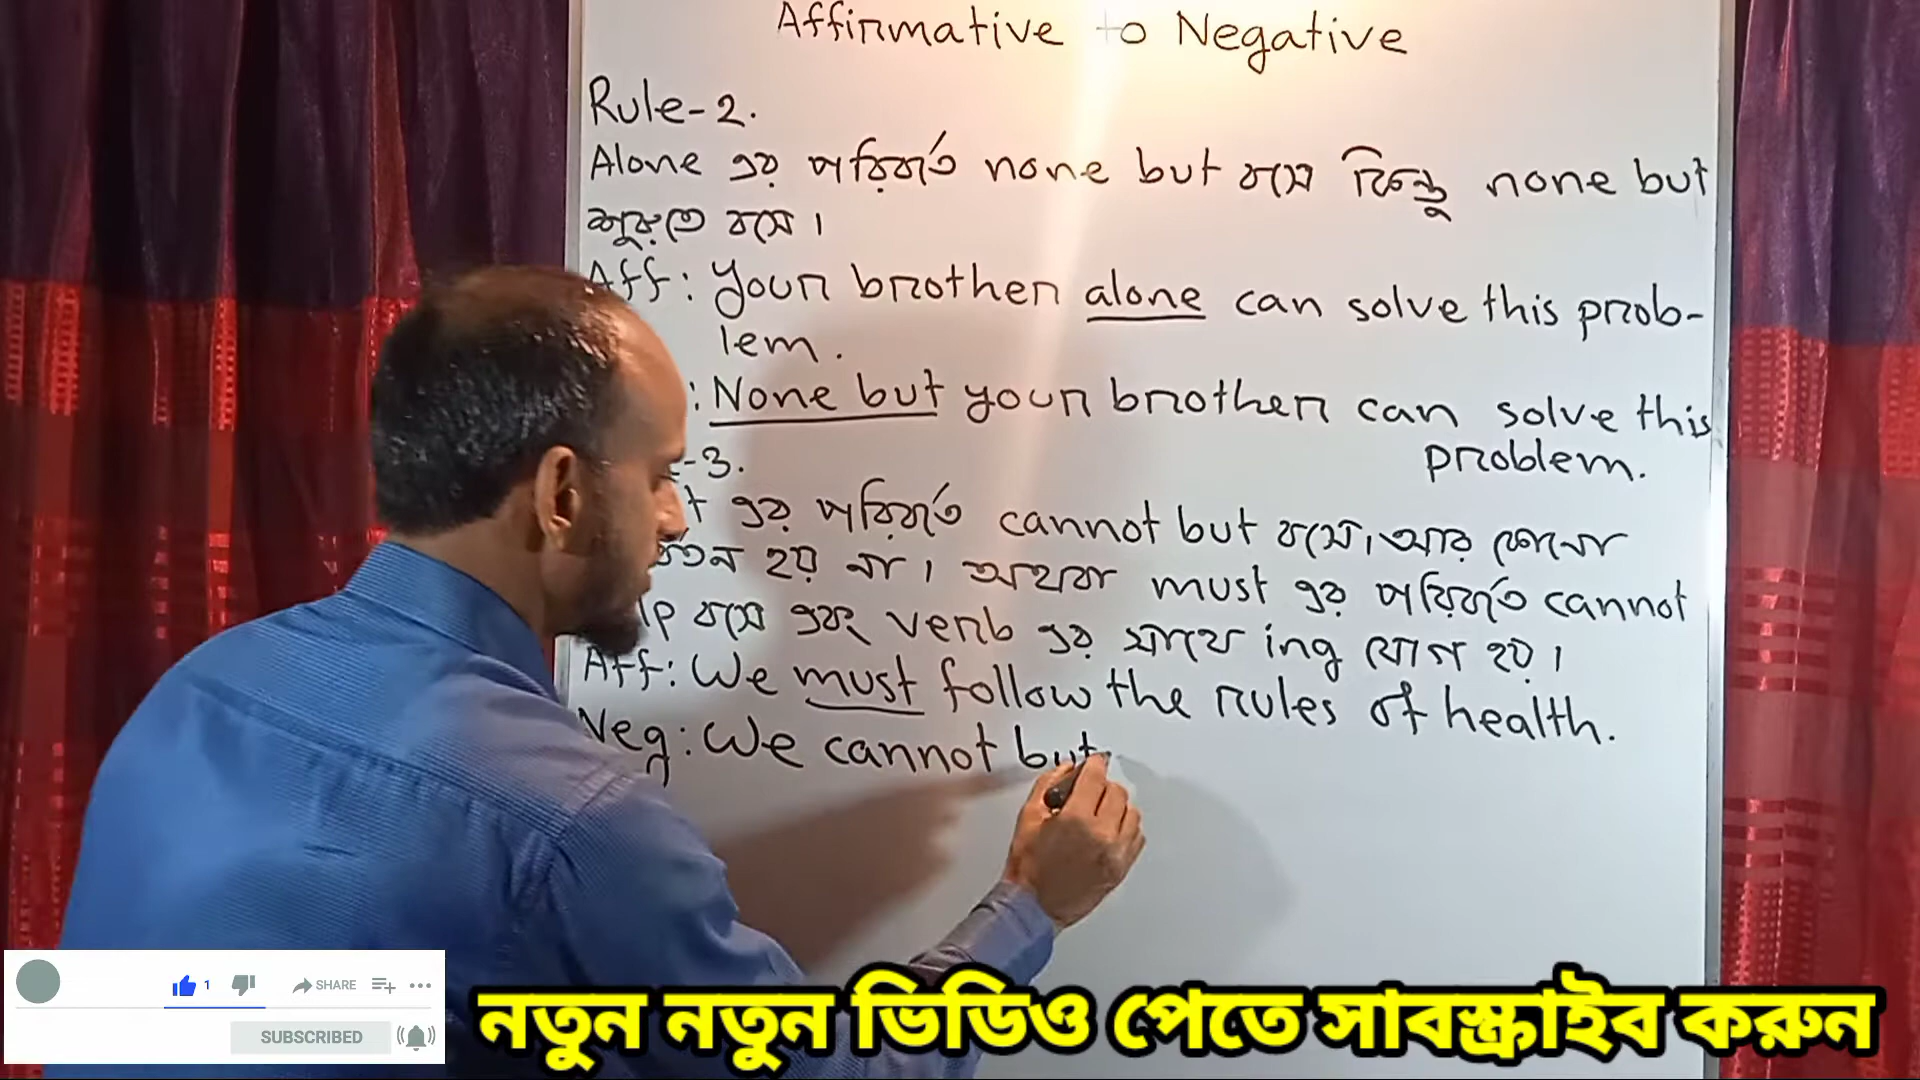 Affirmative to Negative
Rule-2.
Alone এর পরিবর্তে none but বসে কিন্তু none but
শুরুতে বসে।
Aff: Your brother alone can solve this prob-
lem.
: None but your brother can solve this
problem.
-3.
এর পরিবর্তে cannot but বসে, আর কোনো
হয় না। অথবা must এর পরিবর্তে cannot
বসে এবং verb এর সাথে ing যোগ হয়।
Aff: We must follow the rules of health.
Neg: We cannot but
1
SHARE
SUBSCRIBED
নতুন নতুন ভিডিও পেতে সাবস্ক্রাইব করুন